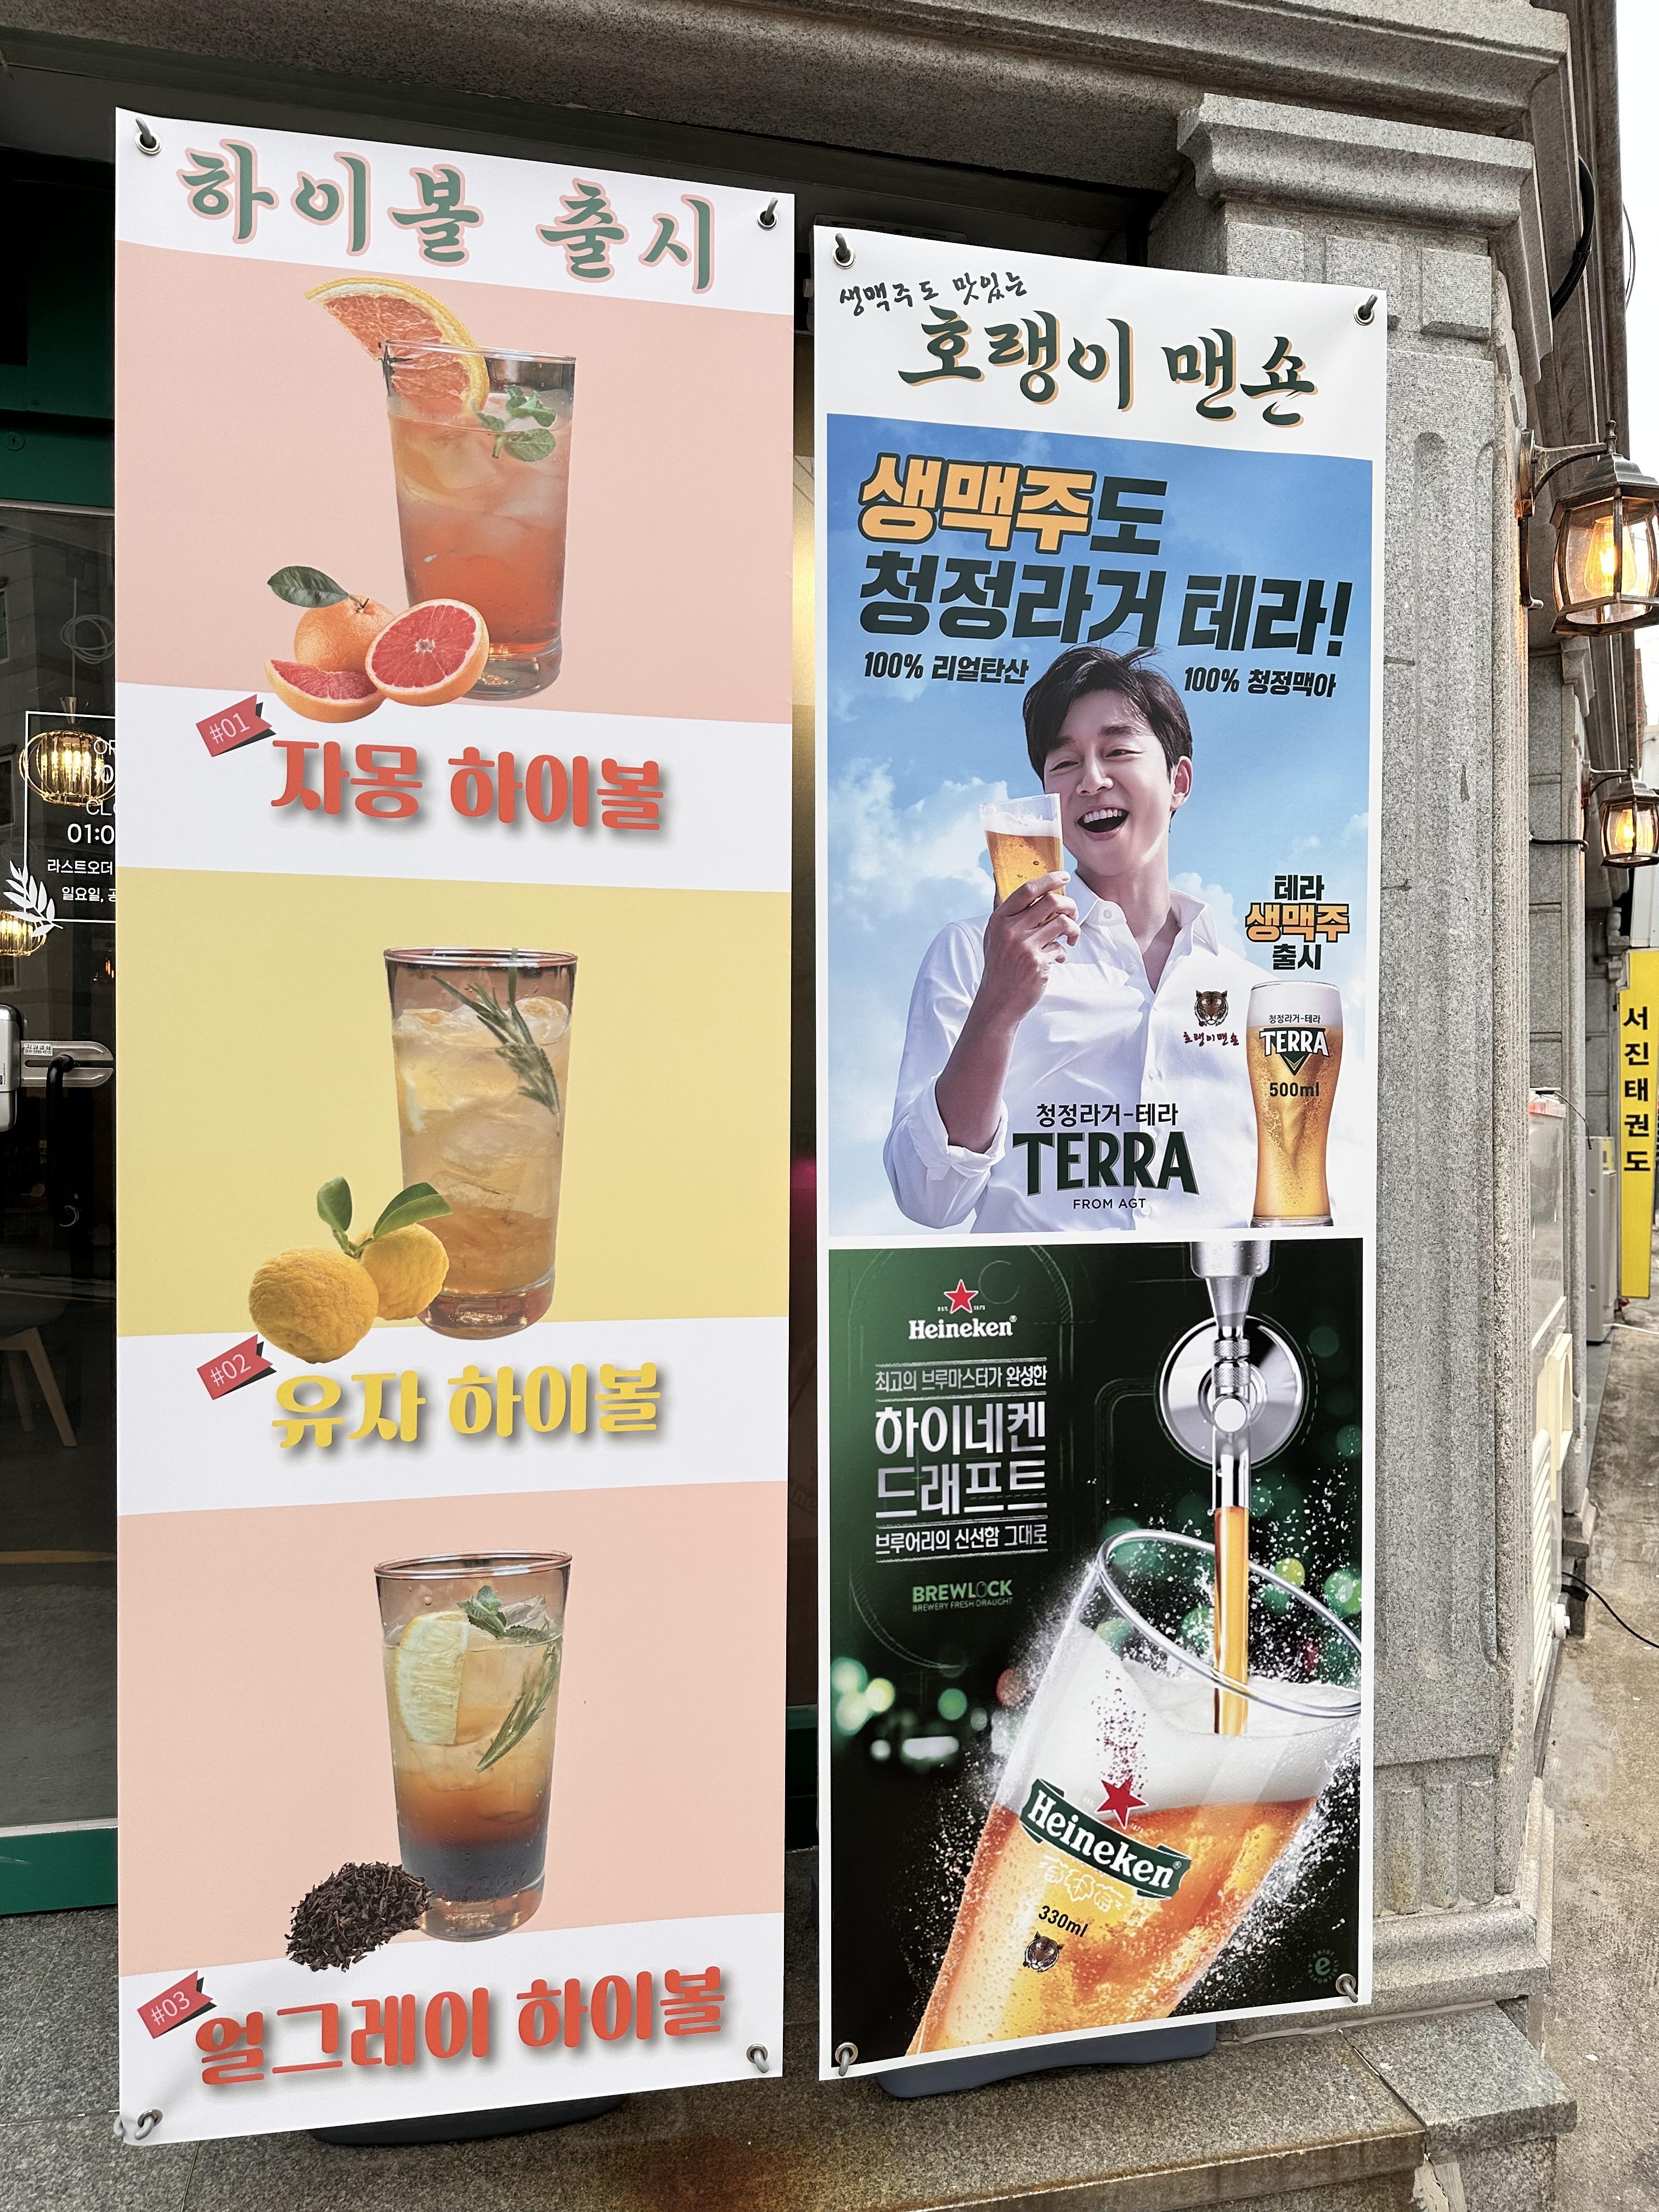 하이볼 출시
#01
자몽 하이볼
#02
유자 하이볼
#03
얼그레이 하이볼
생맥주도 맛있는
호랭이 맨숀
생맥주도
청정라거 테라!
100% 리얼탄산
100% 청정맥아
테라
생맥주
출시
호랭이맨숀
청정라거-테라
TERRA
500ml
청정라거-테라
TERRA
FROM AGT
Heineken
최고의 브루마스터가 완성한
하이네켄
드래프트
브루어리의 신선함 그대로
BREWLOCK
BREWERY FRESH DRAUGHT
Heineken
330ml
01:0
라스트오더
일요일,
서진태권도